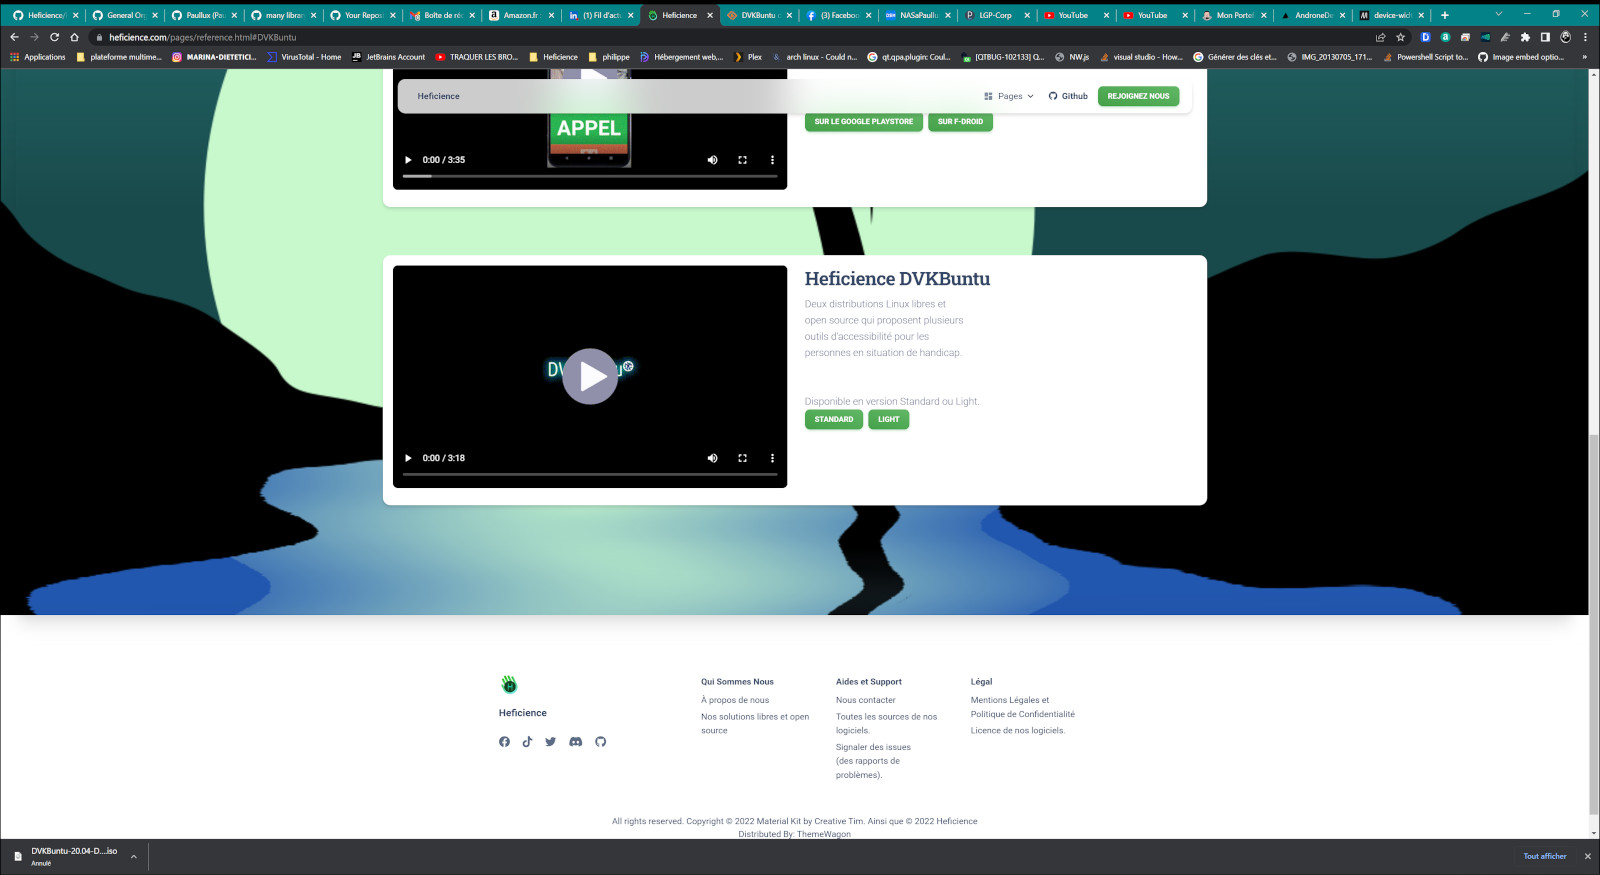 Heficience/
General Org
Paullux (Pa
many library
Your Reposi
Boîte de réc
Amazon.fr:
(1) Fil d'actu
Heficience
DVKBuntu
(3) Faceboo
NASaPaullu
LGP-Corp
YouTube
YouTube
Mon PorteF
AndroneDe
device-widt
heficience.com/pages/reference.html#DVKBuntu
Applications
plateforme multime...
MARINA-DIETETICI...
VirusTotal - Home
JetBrains Account
TRAQUER LES BRO...
Heficience
philippe
Hébergement web,...
Plex
arch linux - Could n...
qt.qpa.plugin: Coul...
[QTBUG-102133] Q...
NW.js
visual studio - How...
Générer des clés et...
IMG_20130705_171...
Powershell Script to...
Image embed optio...
»
Heficience
Pages
Github
REJOIGNEZ NOUS
APPEL
SUR LE GOOGLE PLAYSTORE
SUR F-DROID
0:00 / 3:35
Heficience DVKBuntu
Deux distributions Linux libres et
open source qui proposent plusieurs
outils d'accessibilité pour les
personnes en situation de handicap.
Disponible en version Standard ou Light.
STANDARD
LIGHT
0:00 / 3:18
Heficience
Qui Sommes Nous
À propos de nous
Nos solutions libres et open
source
Aides et Support
Nous contacter
Toutes les sources de nos
logiciels.
Signaler des issues
(des rapports de
problèmes).
Légal
Mentions Légales et
Politique de Confidentialité
Licence de nos logiciels.
All rights reserved. Copyright © 2022 Material Kit by Creative Tim. Ainsi que © 2022 Heficience
Distributed By: ThemeWagon
DVKBuntu-20.04-D....iso
Annulé
Tout afficher